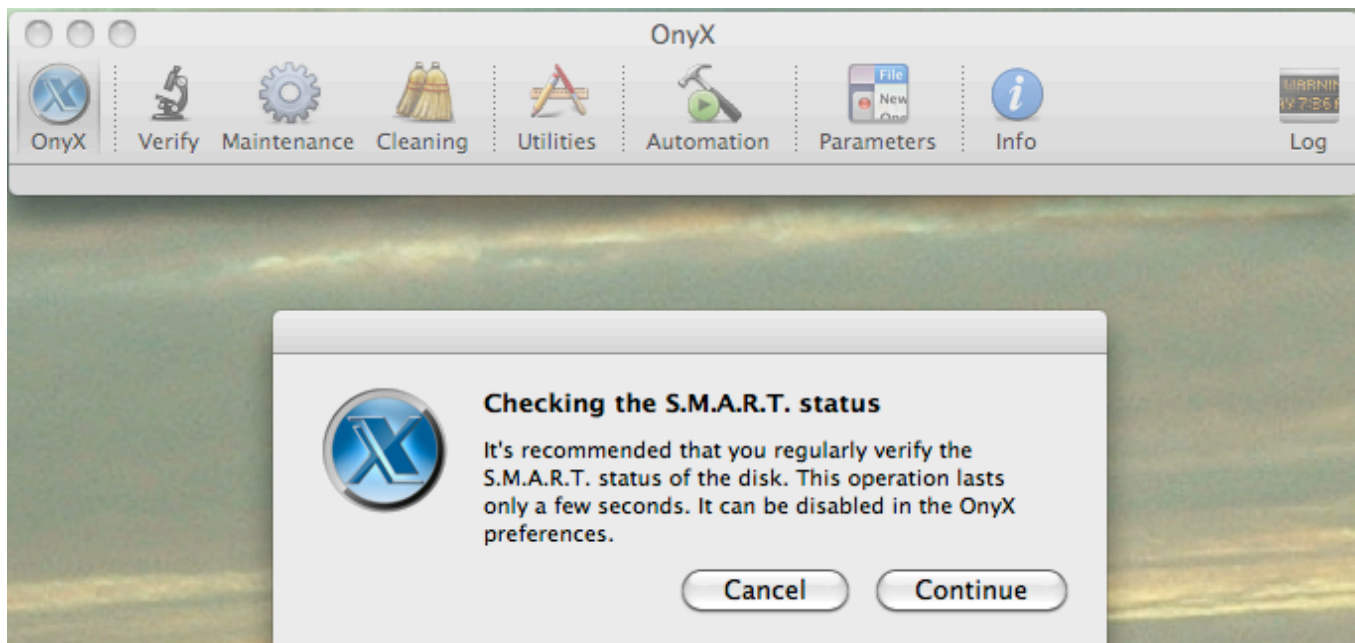 OnyX
File
New
OnyX Verify Maintenance Cleaning Utilities Automation Parameters Info Log
Checking the S.M.A.R.T. status
It's recommended that you regularly verify the
S.M.A.R.T. status of the disk. This operation lasts
only a few seconds. It can be disabled in the OnyX
preferences.
Cancel Continue